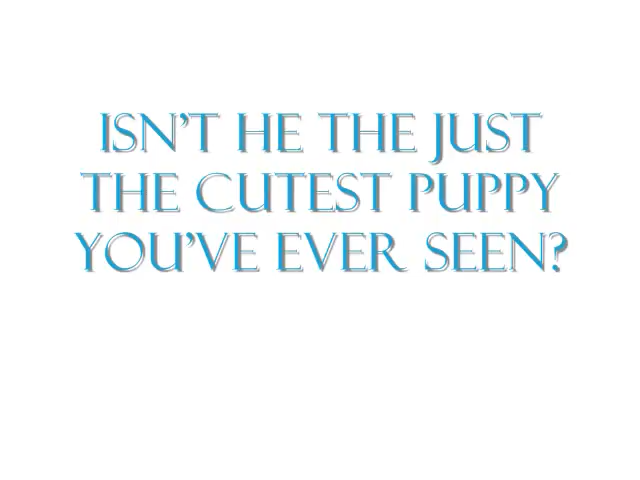 ISN'T HE THE JUST
THE CUTEST PUPPY
YOU'VE EVER SEEN?